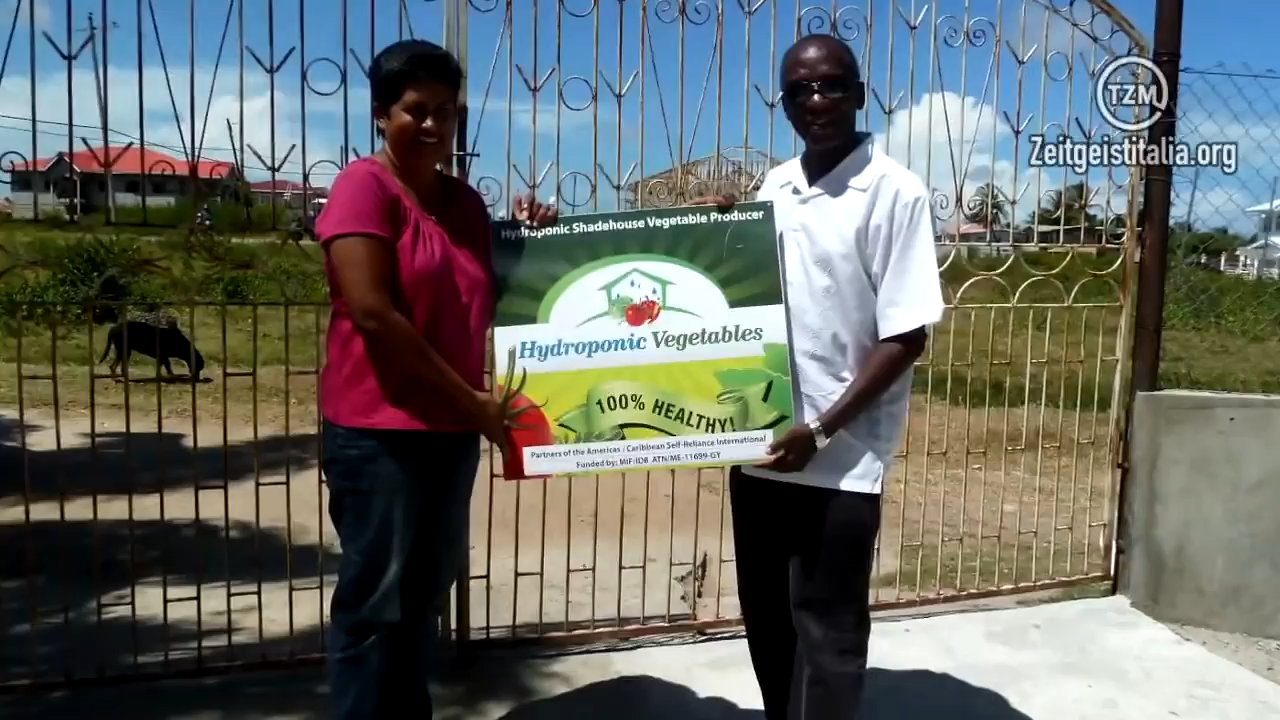 TZM
Zeitgeistitalia.org
Hydroponic Shadehouse Vegetable Producer
Hydroponic Vegetables
100% HEALTHY!
Partners of the Americas / Caribbean Self-Reliance International
Funded by: MIF-IDB ATN/ME-11699-GY